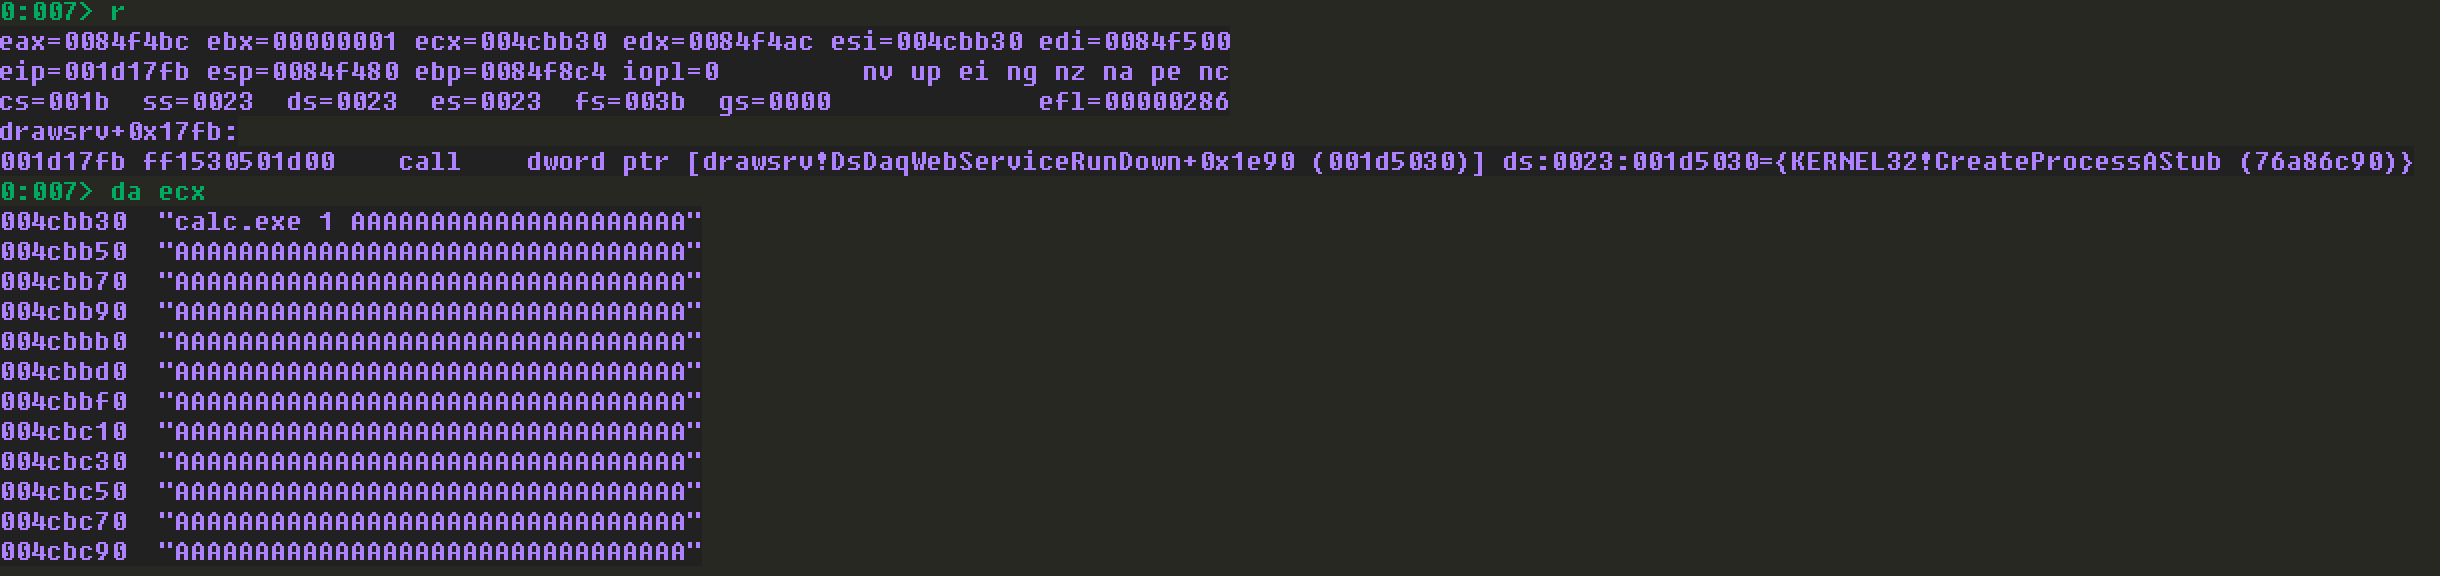 0:007> r
eax=0084f4bc ebx=00000001 ecx=004cbb30 edx=0084f4ac esi=004cbb30 edi=0084f500
eip=001d17fb esp=0084f480 ebp=0084f8c4 iopl=0         nv up ei ng nz na pe nc
cs=001b  ss=0023  ds=0023  es=0023  fs=003b  gs=0000             efl=00000286
drawsrv+0x17fb:
001d17fb ff1530501d00    call    dword ptr [drawsrv!DsDaqWebServiceRunDown+0x1e90 (001d5030)] ds:0023:001d5030={KERNEL32!CreateProcessAStub (76a86c90)}
0:007> da ecx
004cbb30  "calc.exe 1 AAAAAAAAAAAAAAAAAAAAA"
004cbb50  "AAAAAAAAAAAAAAAAAAAAAAAAAAAAAAAA"
004cbb70  "AAAAAAAAAAAAAAAAAAAAAAAAAAAAAAAA"
004cbb90  "AAAAAAAAAAAAAAAAAAAAAAAAAAAAAAAA"
004cbbb0  "AAAAAAAAAAAAAAAAAAAAAAAAAAAAAAAA"
004cbbd0  "AAAAAAAAAAAAAAAAAAAAAAAAAAAAAAAA"
004cbbf0  "AAAAAAAAAAAAAAAAAAAAAAAAAAAAAAAA"
004cbc10  "AAAAAAAAAAAAAAAAAAAAAAAAAAAAAAAA"
004cbc30  "AAAAAAAAAAAAAAAAAAAAAAAAAAAAAAAA"
004cbc50  "AAAAAAAAAAAAAAAAAAAAAAAAAAAAAAAA"
004cbc70  "AAAAAAAAAAAAAAAAAAAAAAAAAAAAAAAA"
004cbc90  "AAAAAAAAAAAAAAAAAAAAAAAAAAAAAAAA"